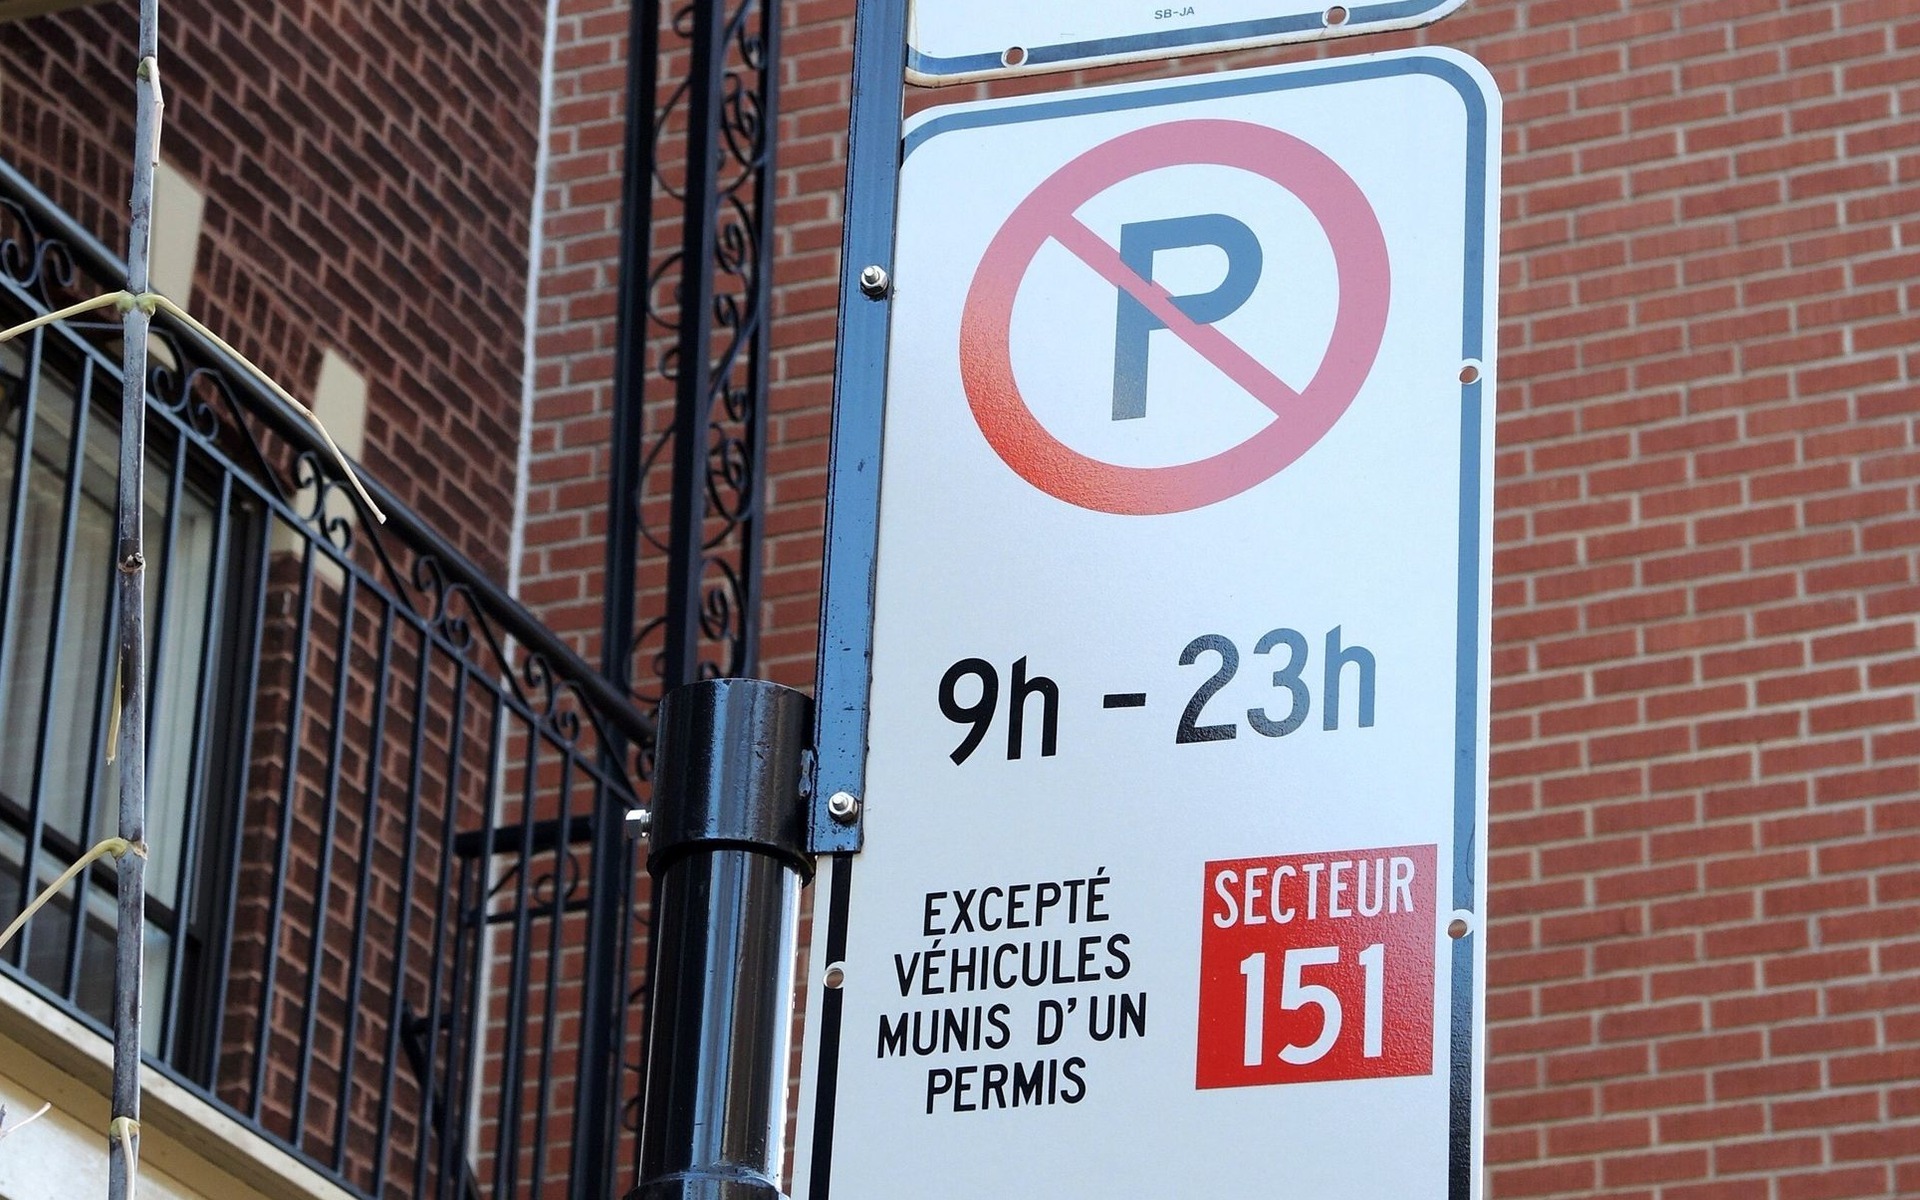 SB-JA
P
9h - 23h
EXCEPTÉ
VÉHICULES
MUNIS D'UN
PERMIS
SECTEUR
151